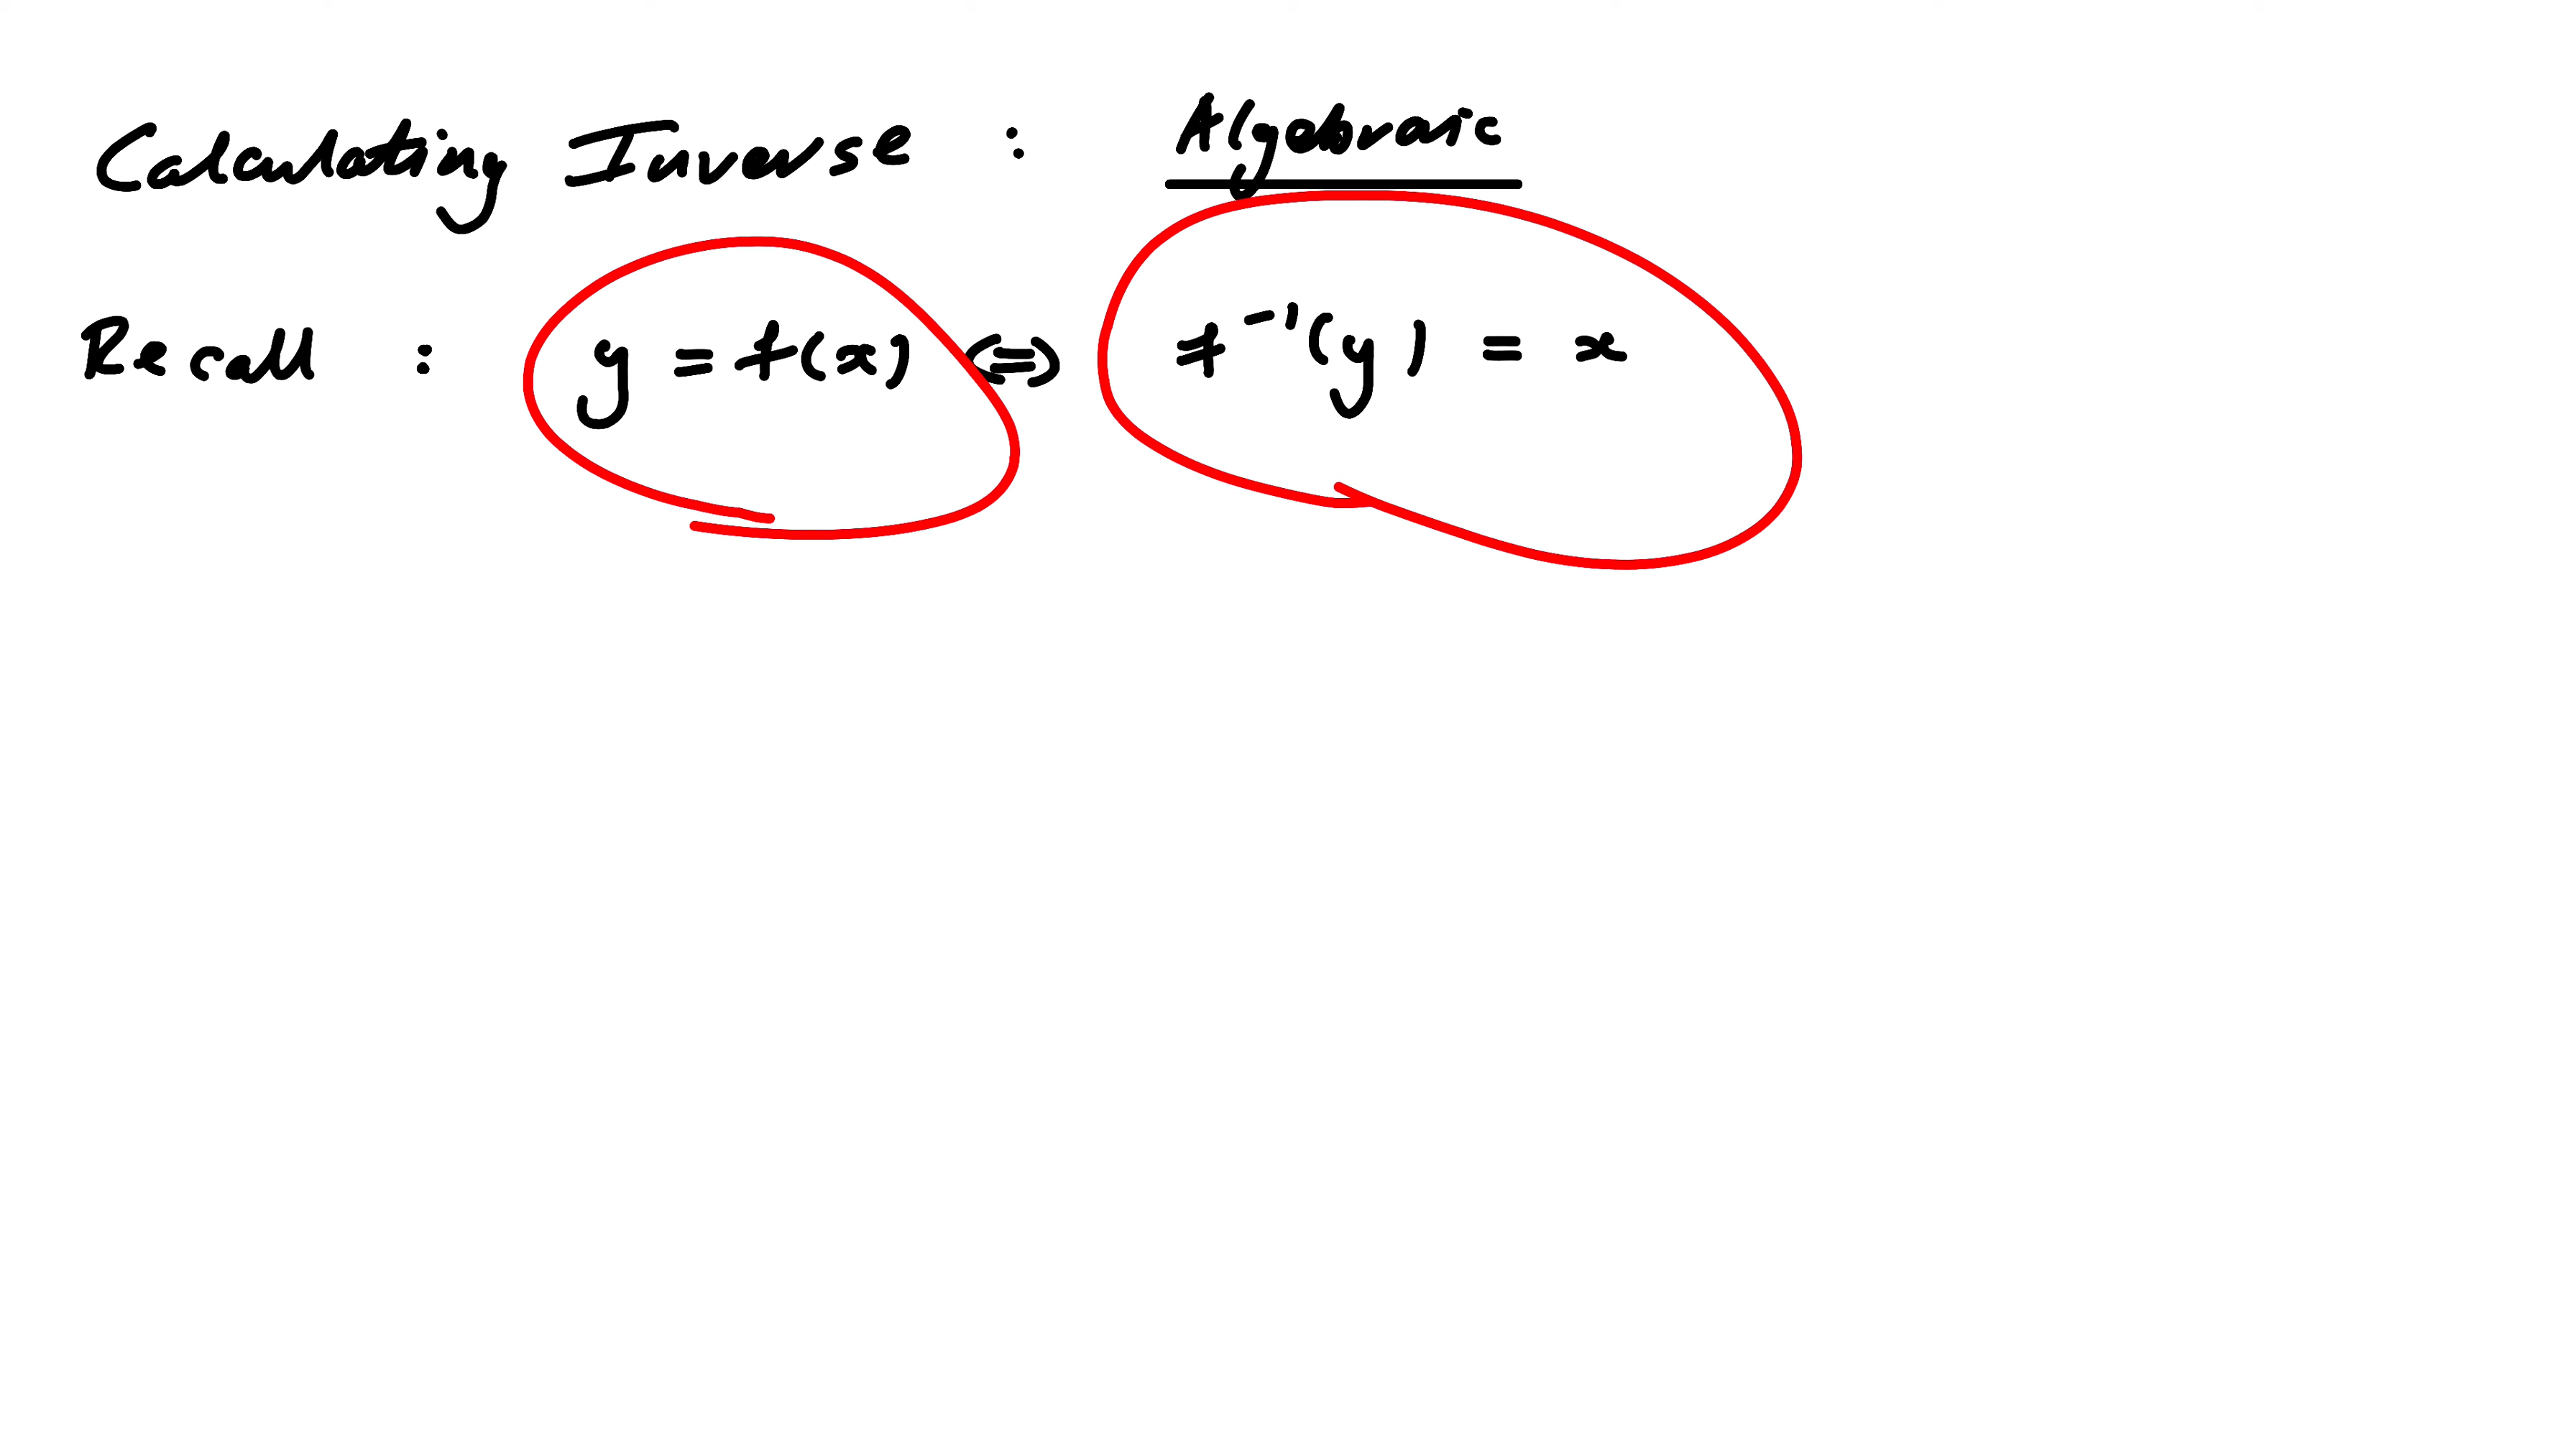 Calculating Inverse : Algebraic
Recall : y = f(x) <=> f⁻¹(y) = x